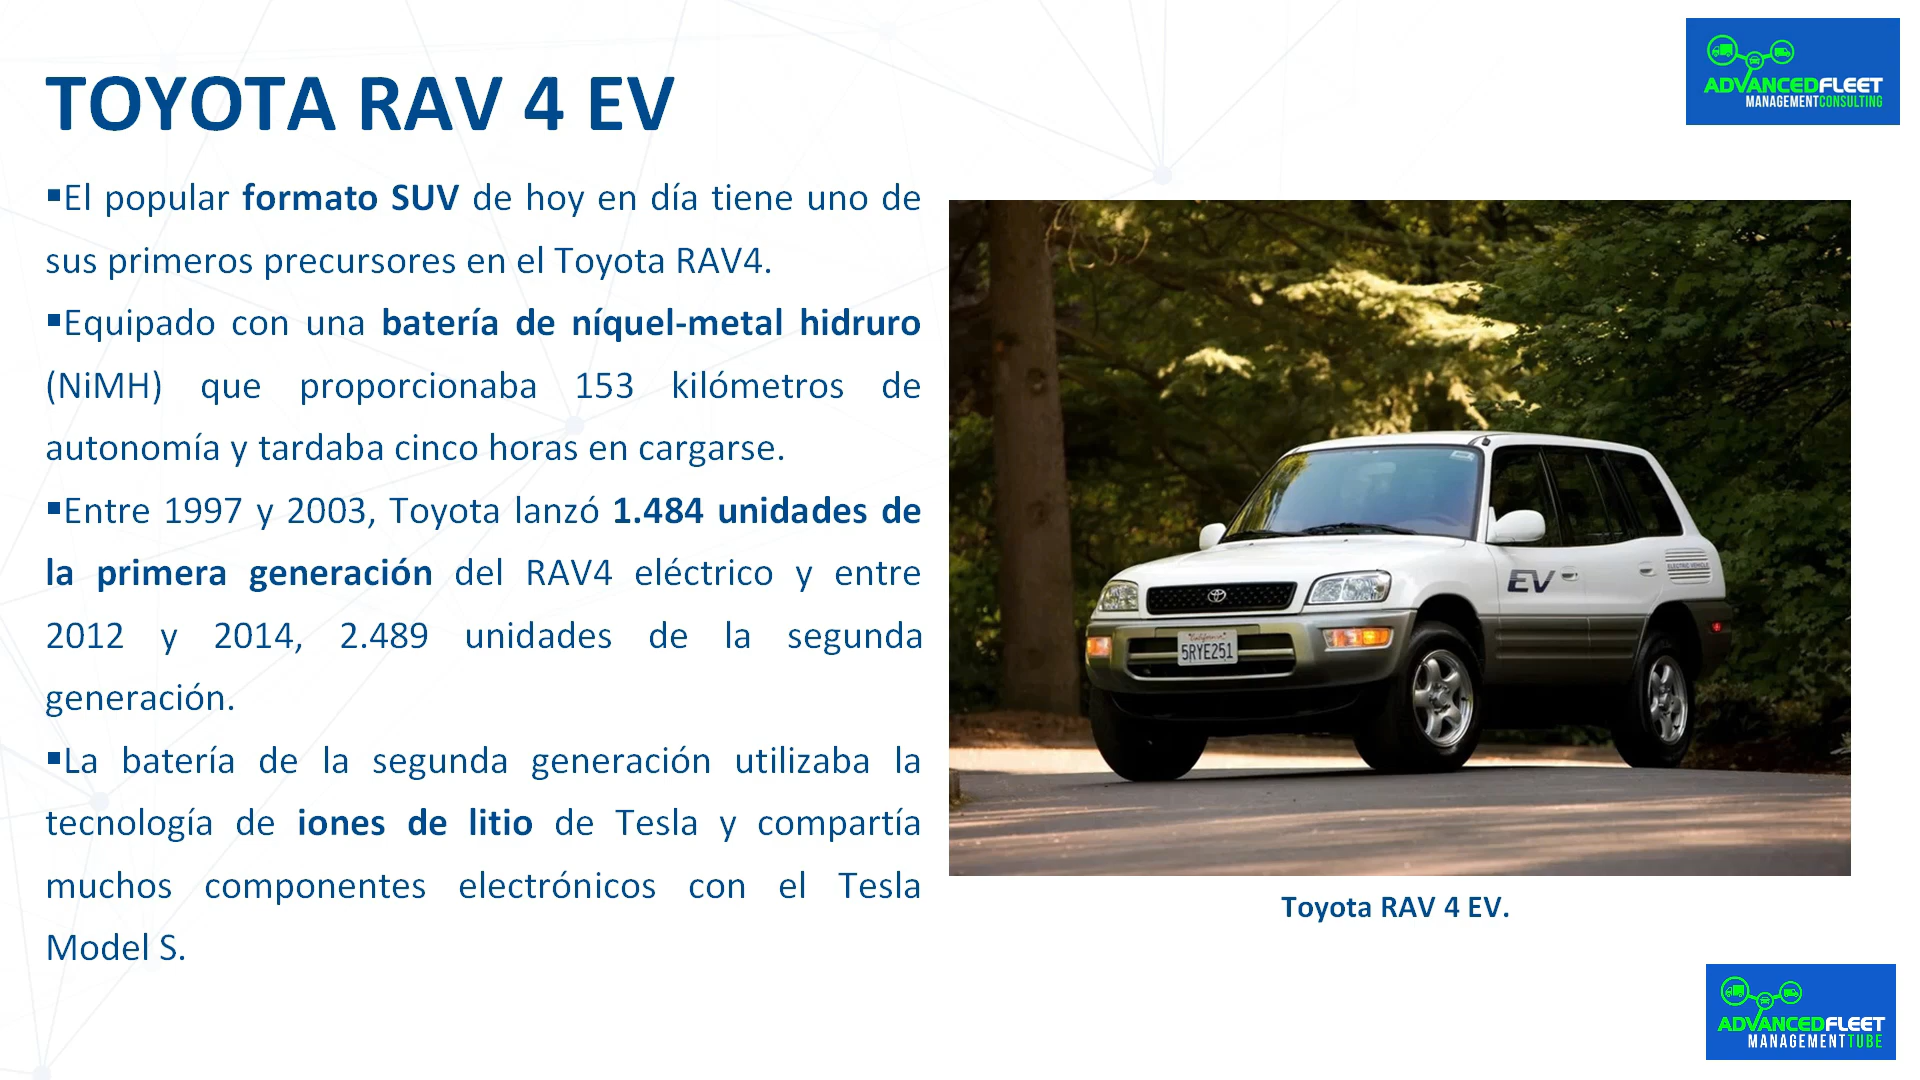 TOYOTA RAV 4 EV
ADVANCEDFLEET
MANAGEMENTCONSULTING
▪El popular formato SUV de hoy en día tiene uno de
sus primeros precursores en el Toyota RAV4.
▪Equipado con una batería de níquel-metal hidruro
(NiMH) que proporcionaba 153 kilómetros de
autonomía y tardaba cinco horas en cargarse.
▪Entre 1997 y 2003, Toyota lanzó 1.484 unidades de
la primera generación del RAV4 eléctrico y entre
2012 y 2014, 2.489 unidades de la segunda
generación.
▪La batería de la segunda generación utilizaba la
tecnología de iones de litio de Tesla y compartía
muchos componentes electrónicos con el Tesla
Model S.
EV
ELECTRIC VEHICLE
California
5RYE251
Toyota RAV 4 EV.
ADVANCEDFLEET
MANAGEMENTTUBE